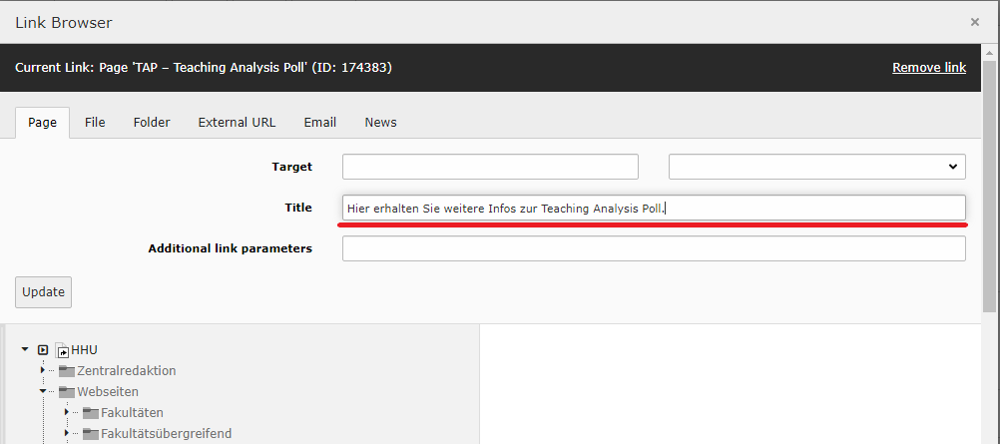 Link Browser ×
Current Link: Page 'TAP – Teaching Analysis Poll' (ID: 174383) Remove link
Page File Folder External URL Email News
Target
Title Hier erhalten Sie weitere Infos zur Teaching Analysis Poll.
Additional link parameters
Update
HHU
Zentralredaktion
Webseiten
Fakultäten
Fakultätsübergreifend